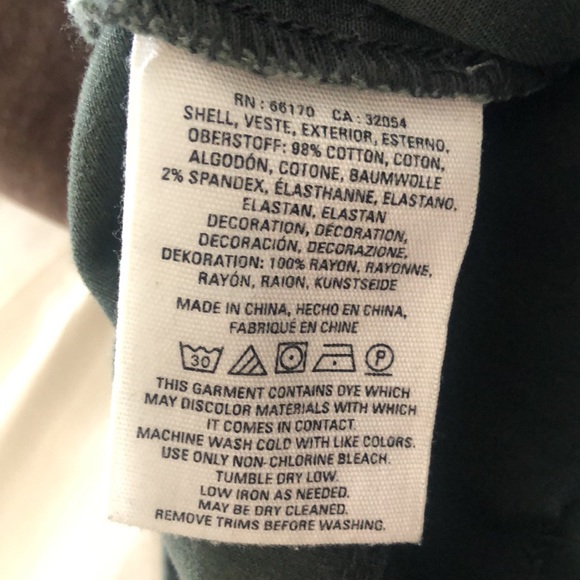 RN : 66170 CA : 32054
SHELL, VESTE, EXTERIOR, ESTERNO,
OBERSTOFF: 98% COTTON, COTON,
ALGODÓN, COTONE, BAUMWOLLE
2% SPANDEX, ÉLASTHANNE, ELASTANO,
ELASTAN, ELASTAN
DECORATION, DÉCORATION,
DECORACIÓN, DECORAZIONE,
DEKORATION: 100% RAYON, RAYONNE,
RAYÓN, RAION, KUNSTSEIDE
MADE IN CHINA, HECHO EN CHINA,
FABRIQUÉ EN CHINE
30 P
THIS GARMENT CONTAINS DYE WHICH
MAY DISCOLOR MATERIALS WITH WHICH
IT COMES IN CONTACT.
MACHINE WASH COLD WITH LIKE COLORS.
USE ONLY NON-CHLORINE BLEACH.
TUMBLE DRY LOW.
LOW IRON AS NEEDED.
MAY BE DRY CLEANED.
REMOVE TRIMS BEFORE WASHING.